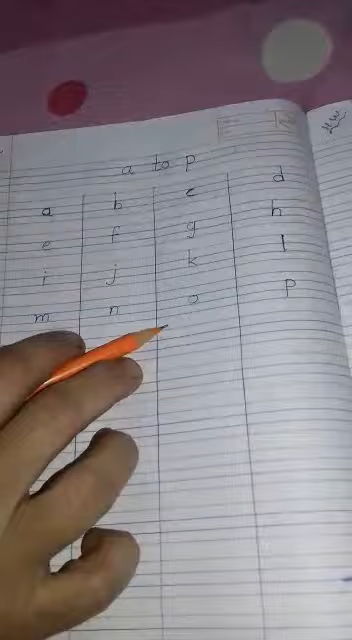 a to p
a b c d
e f g h
i j k l
m n o p